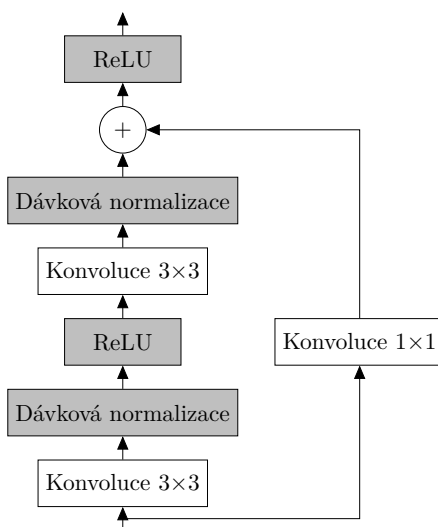 ReLU
+
Dávková normalizace
Konvoluce 3×3
ReLU
Konvoluce 1×1
Dávková normalizace
Konvoluce 3×3